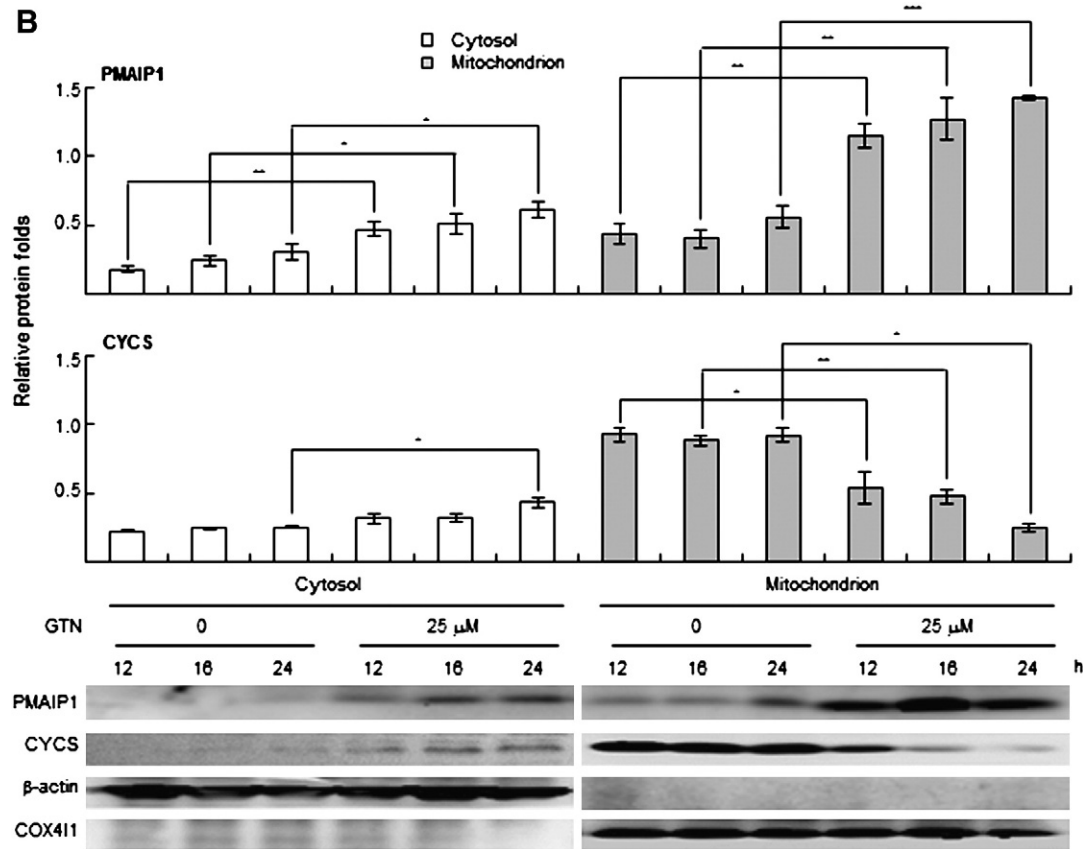 B
Cytosol
Mitochondrion
PMAIP1
1.5
**
***
**
1.0
*
*
**
0.5
Relative protein folds
CYCS
1.5
*
**
*
1.0
*
0.5
Cytosol Mitochondrion
GTN 0 25 μM 0 25 μM
12 16 24 12 16 24 12 16 24 12 16 24 h
PMAIP1
CYCS
β-actin
COX4I1